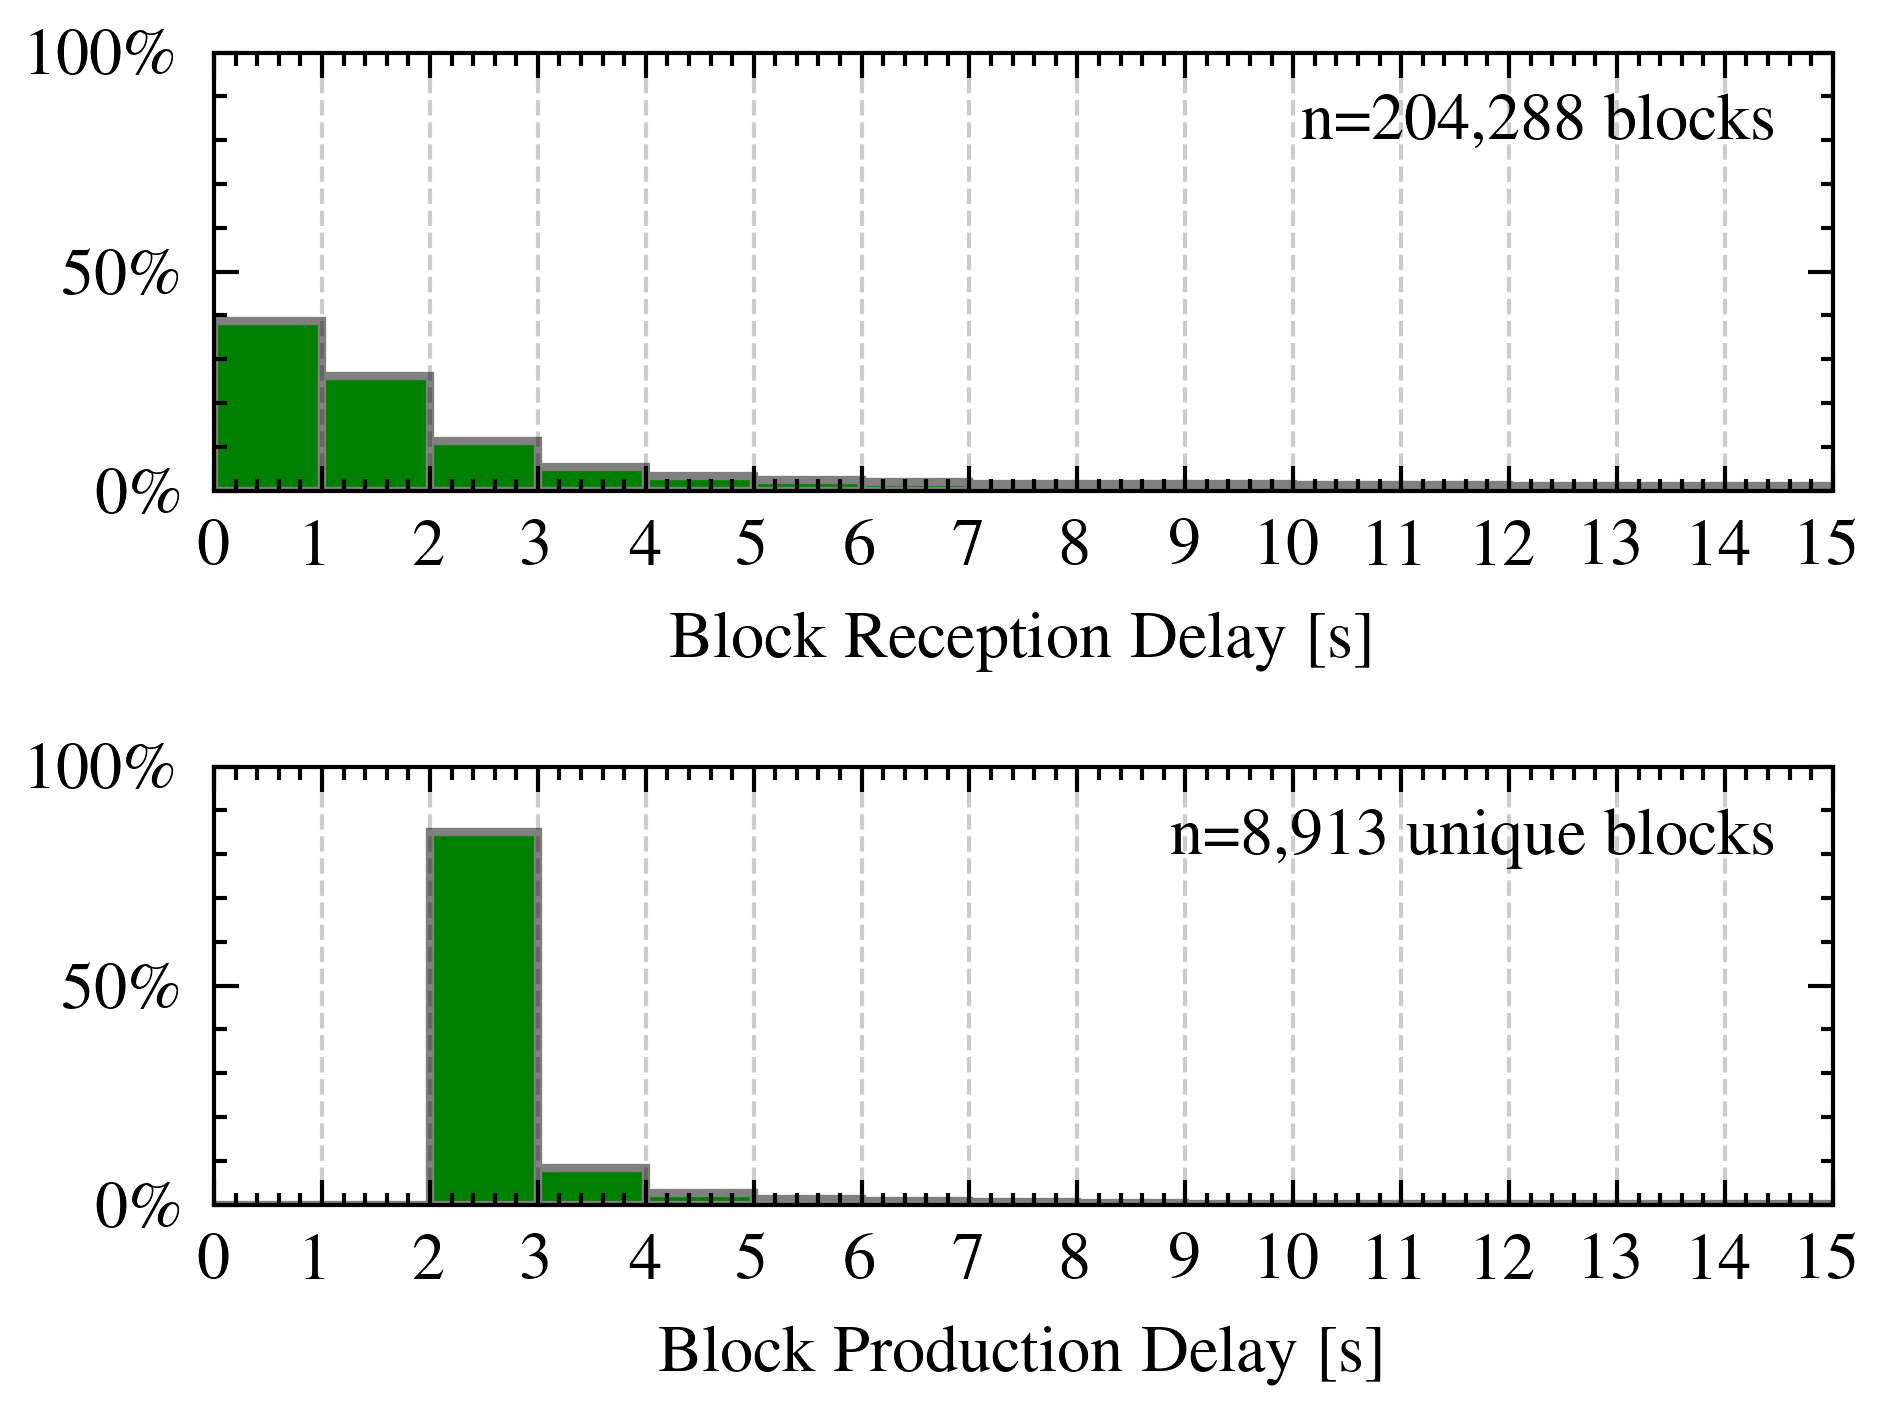 100%
n=204,288 blocks
50%
0%
0 1 2 3 4 5 6 7 8 9 10 11 12 13 14 15
Block Reception Delay [s]
100%
n=8,913 unique blocks
50%
0%
0 1 2 3 4 5 6 7 8 9 10 11 12 13 14 15
Block Production Delay [s]